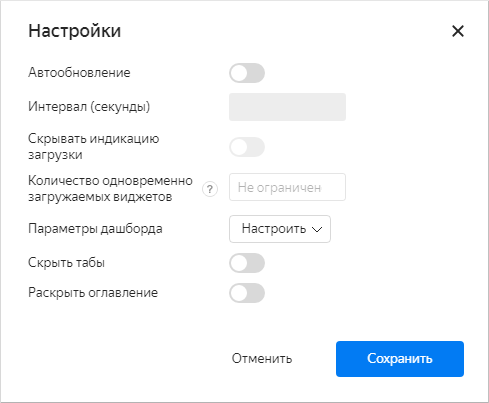 Настройки
Автообновление
Интервал (секунды)
Скрывать индикацию
загрузки
Количество одновременно
загружаемых виджетов
?
Не ограничен
Параметры дашборда
Настроить
Скрыть табы
Раскрыть оглавление
Отменить
Сохранить